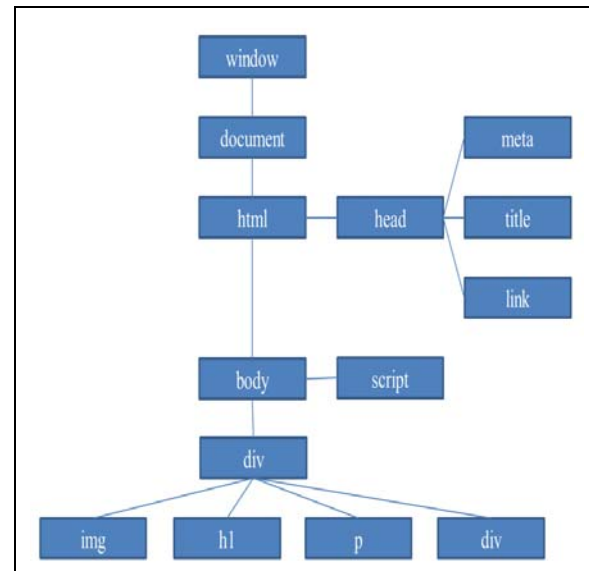 window
document
meta
html
head
title
link
body
script
div
img
h1
p
div